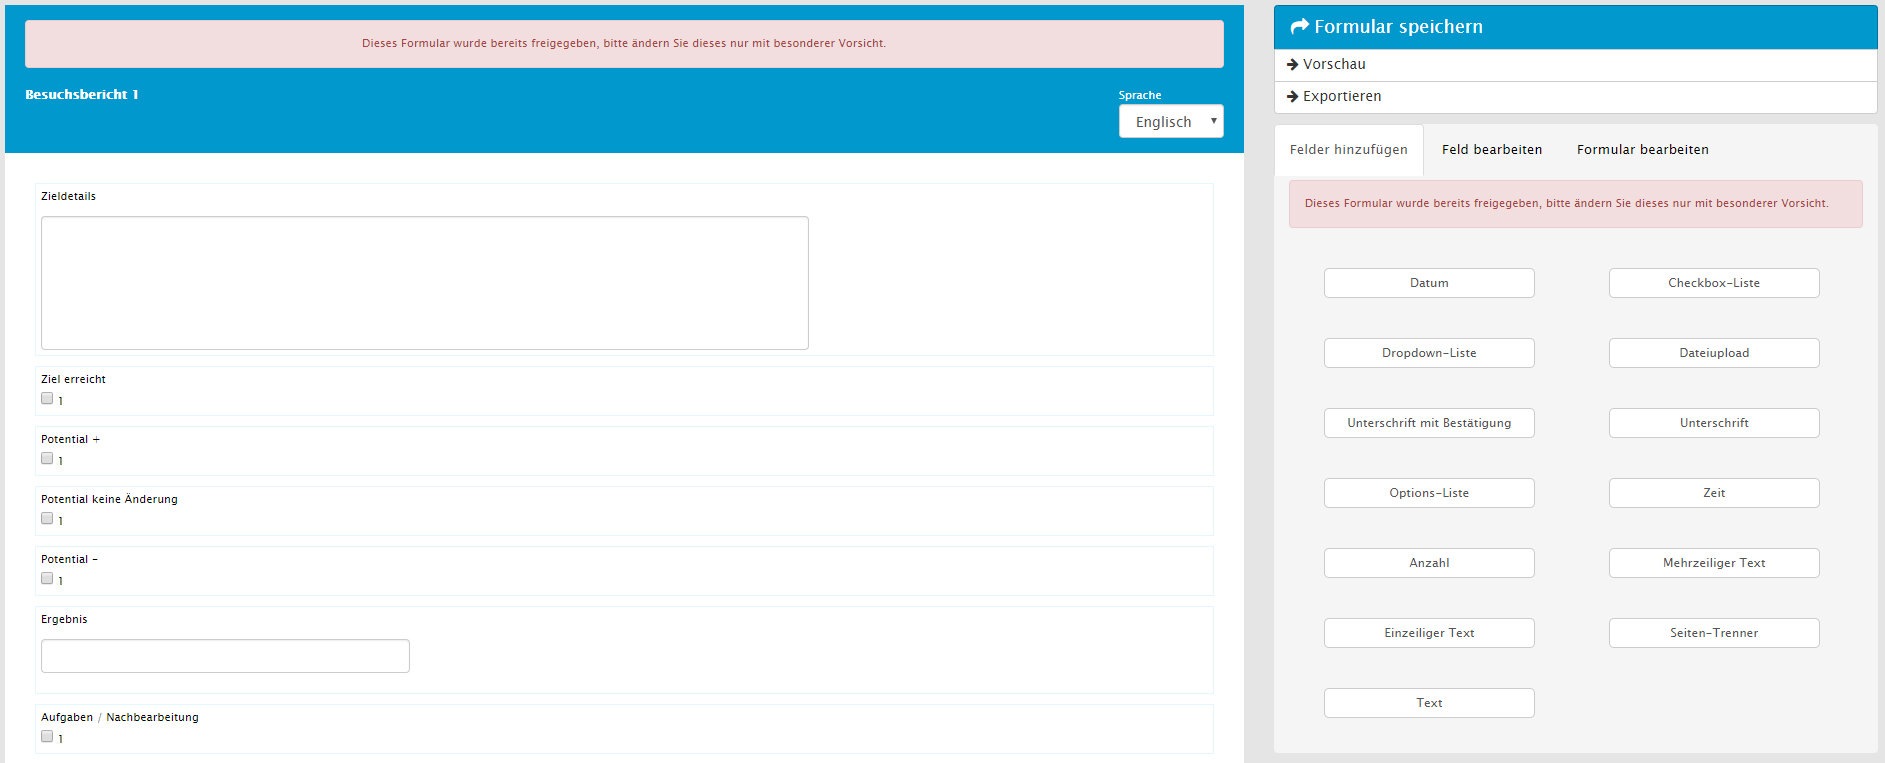 Dieses Formular wurde bereits freigegeben, bitte ändern Sie dieses nur mit besonderer Vorsicht.
Besuchsbericht 1
Sprache
Englisch
Zieldetails
Ziel erreicht
1
Potential +
1
Potential keine Änderung
1
Potential -
1
Ergebnis
Aufgaben / Nachbearbeitung
1
Formular speichern
Vorschau
Exportieren
Felder hinzufügen Feld bearbeiten Formular bearbeiten
Dieses Formular wurde bereits freigegeben, bitte ändern Sie dieses nur mit besonderer Vorsicht.
Datum Checkbox-Liste
Dropdown-Liste Dateiupload
Unterschrift mit Bestätigung Unterschrift
Options-Liste Zeit
Anzahl Mehrzeiliger Text
Einzeiliger Text Seiten-Trenner
Text